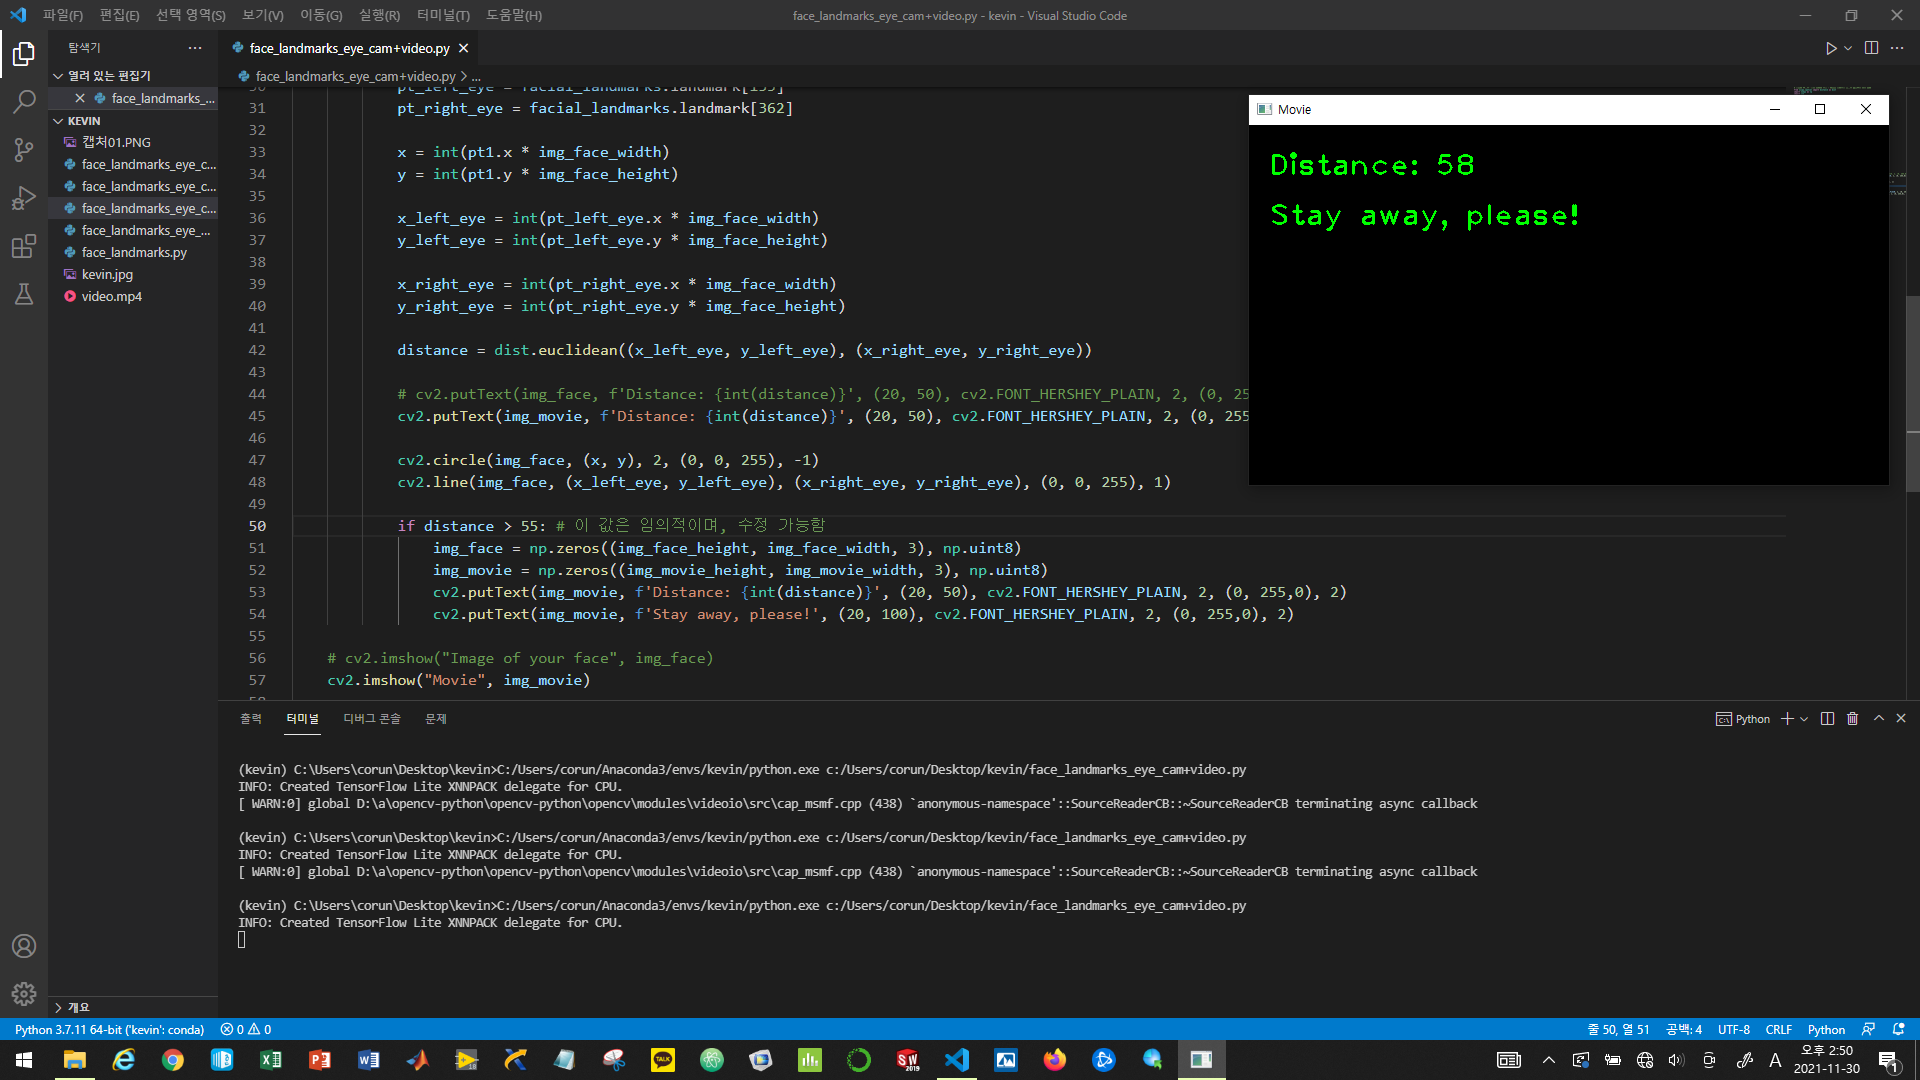 파일(F) 편집(E) 선택 영역(S) 보기(V) 이동(G) 실행(R) 터미널(T) 도움말(H)
face_landmarks_eye_cam+video.py - kevin - Visual Studio Code
탐색기
열려 있는 편집기
face_landmarks_...
KEVIN
캡처01.PNG
face_landmarks_eye_c...
face_landmarks_eye_c...
face_landmarks_eye_c...
face_landmarks_eye_...
face_landmarks.py
kevin.jpg
video.mp4
개요
face_landmarks_eye_cam+video.py
face_landmarks_eye_cam+video.py > ...
31 pt_right_eye = facial_landmarks.landmark[362]
32
33 x = int(pt1.x * img_face_width)
34 y = int(pt1.y * img_face_height)
35
36 x_left_eye = int(pt_left_eye.x * img_face_width)
37 y_left_eye = int(pt_left_eye.y * img_face_height)
38
39 x_right_eye = int(pt_right_eye.x * img_face_width)
40 y_right_eye = int(pt_right_eye.y * img_face_height)
41
42 distance = dist.euclidean((x_left_eye, y_left_eye), (x_right_eye, y_right_eye))
43
44 # cv2.putText(img_face, f'Distance: {int(distance)}', (20, 50), cv2.FONT_HERSHEY_PLAIN, 2, (0, 25
45 cv2.putText(img_movie, f'Distance: {int(distance)}', (20, 50), cv2.FONT_HERSHEY_PLAIN, 2, (0, 255
46
47 cv2.circle(img_face, (x, y), 2, (0, 0, 255), -1)
48 cv2.line(img_face, (x_left_eye, y_left_eye), (x_right_eye, y_right_eye), (0, 0, 255), 1)
49
50 if distance > 55: # 이 값은 임의적이며, 수정 가능함
51 img_face = np.zeros((img_face_height, img_face_width, 3), np.uint8)
52 img_movie = np.zeros((img_movie_height, img_movie_width, 3), np.uint8)
53 cv2.putText(img_movie, f'Distance: {int(distance)}', (20, 50), cv2.FONT_HERSHEY_PLAIN, 2, (0, 255,0), 2)
54 cv2.putText(img_movie, f'Stay away, please!', (20, 100), cv2.FONT_HERSHEY_PLAIN, 2, (0, 255,0), 2)
55
56 # cv2.imshow("Image of your face", img_face)
57 cv2.imshow("Movie", img_movie)
Movie
Distance: 58
Stay away, please!
출력 터미널 디버그 콘솔 문제
Python
(kevin) C:\Users\corun\Desktop\kevin>C:/Users/corun/Anaconda3/envs/kevin/python.exe c:/Users/corun/Desktop/kevin/face_landmarks_eye_cam+video.py
INFO: Created TensorFlow Lite XNNPACK delegate for CPU.
[ WARN:0] global D:\a\opencv-python\opencv-python\opencv\modules\videoio\src\cap_msmf.cpp (438) `anonymous-namespace'::SourceReaderCB::~SourceReaderCB terminating async callback
(kevin) C:\Users\corun\Desktop\kevin>C:/Users/corun/Anaconda3/envs/kevin/python.exe c:/Users/corun/Desktop/kevin/face_landmarks_eye_cam+video.py
INFO: Created TensorFlow Lite XNNPACK delegate for CPU.
[ WARN:0] global D:\a\opencv-python\opencv-python\opencv\modules\videoio\src\cap_msmf.cpp (438) `anonymous-namespace'::SourceReaderCB::~SourceReaderCB terminating async callback
(kevin) C:\Users\corun\Desktop\kevin>C:/Users/corun/Anaconda3/envs/kevin/python.exe c:/Users/corun/Desktop/kevin/face_landmarks_eye_cam+video.py
INFO: Created TensorFlow Lite XNNPACK delegate for CPU.
Python 3.7.11 64-bit ('kevin': conda) 0 0
줄 50, 열 51 공백: 4 UTF-8 CRLF Python
A 오후 2:50
2021-11-30 1